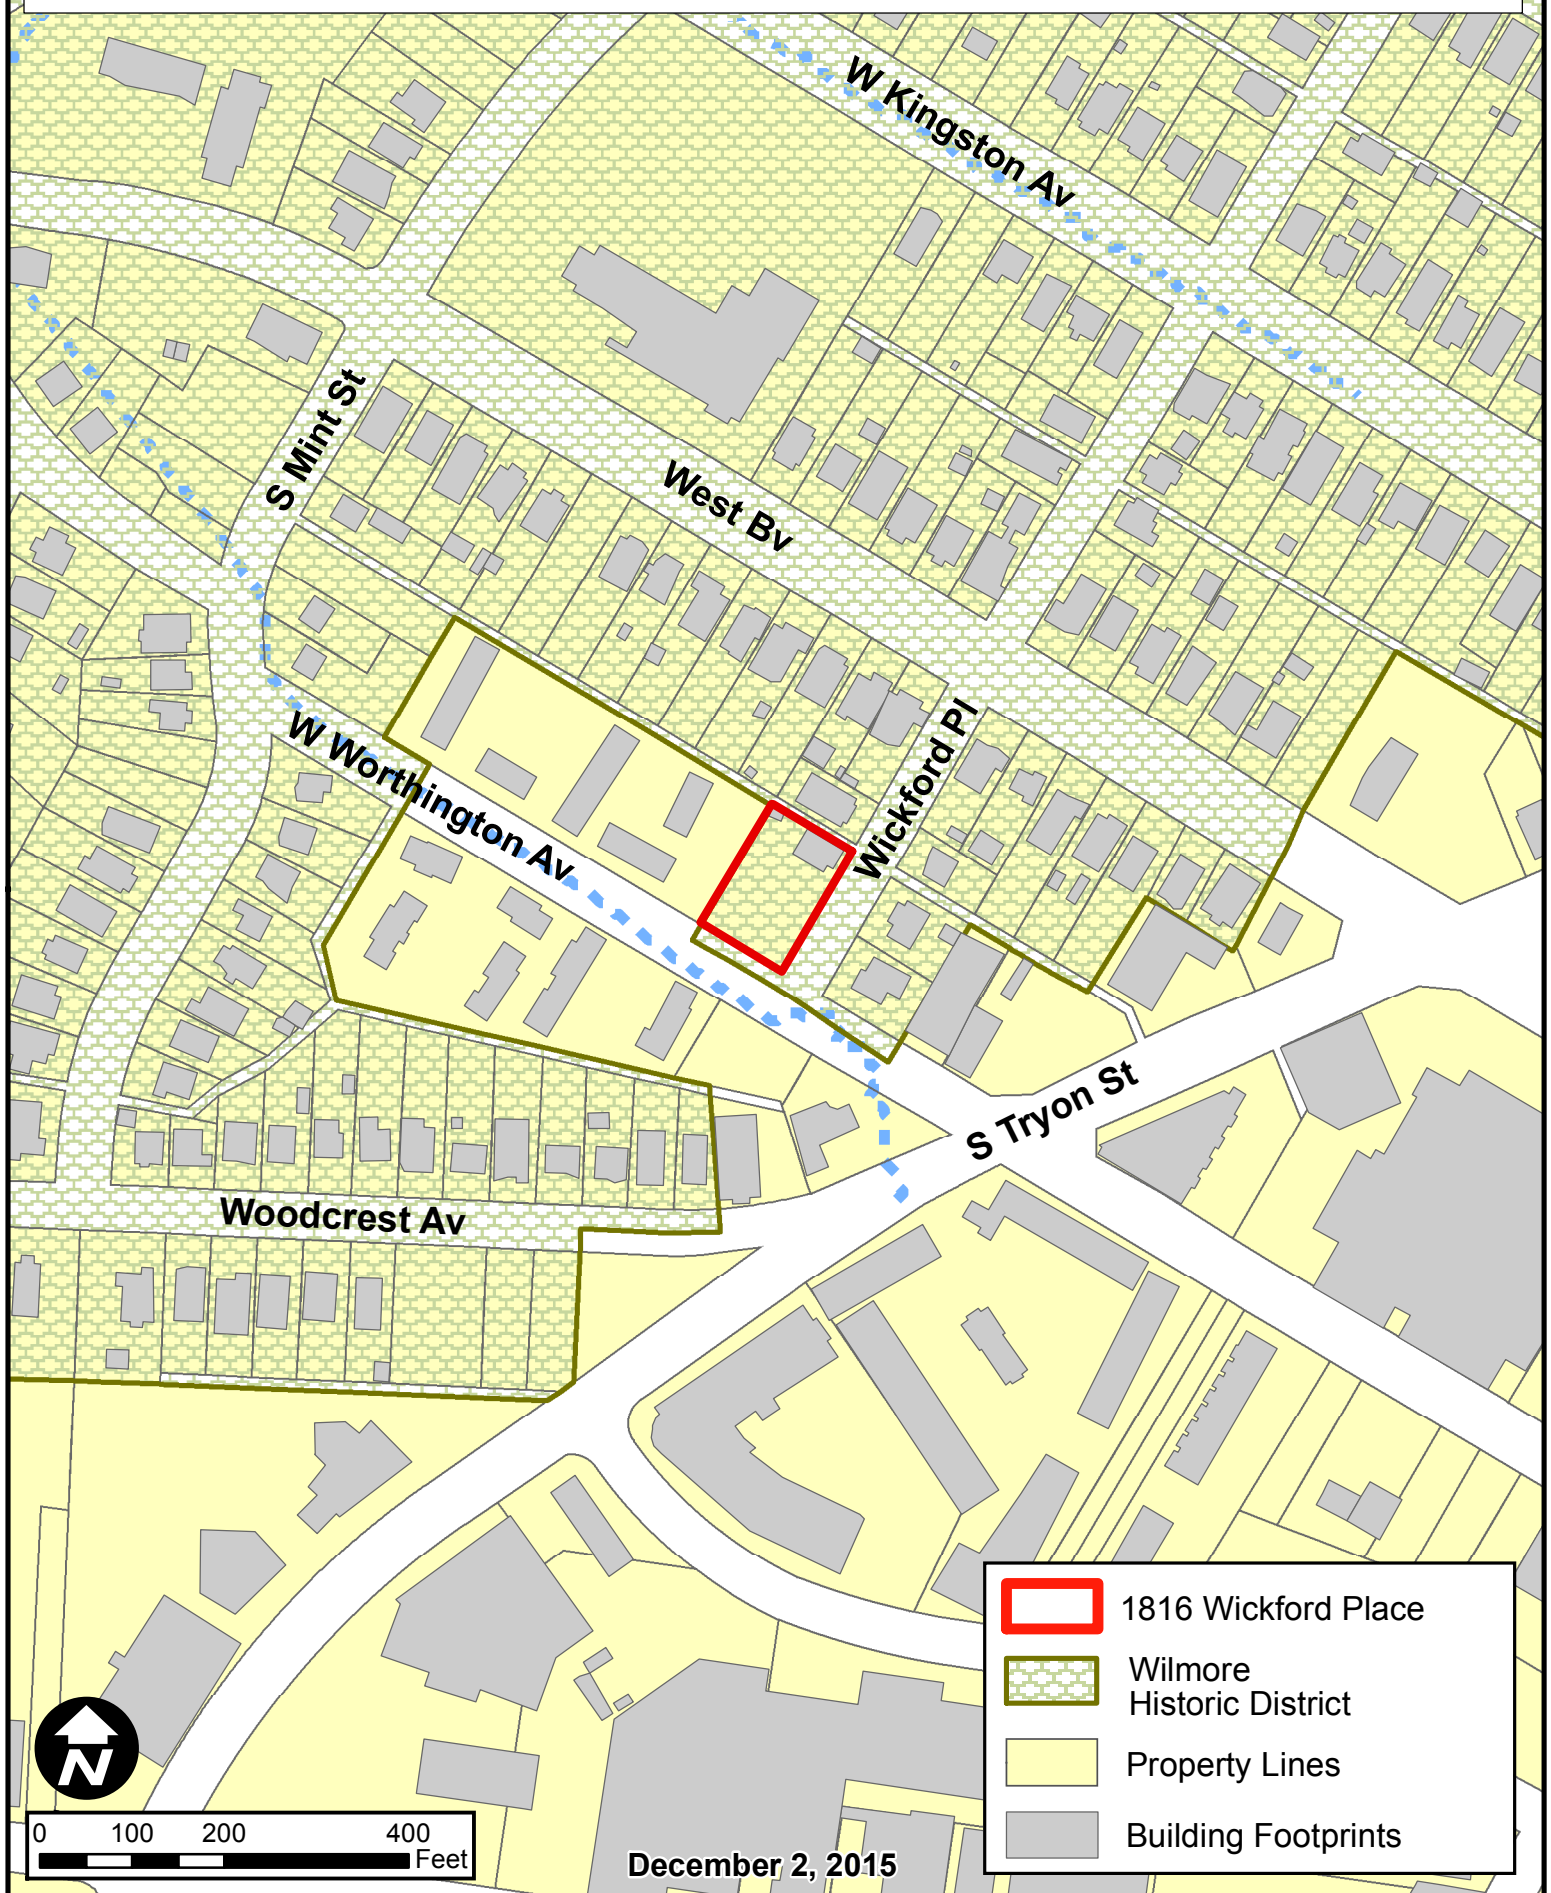 W Kingston Av
S Mint St
West Bv
W Worthington Av
Wickford Pl
S Tryon St
Woodcrest Av
1816 Wickford Place
Wilmore
Historic District
Property Lines
Building Footprints
N
0 100 200 400
Feet
December 2, 2015